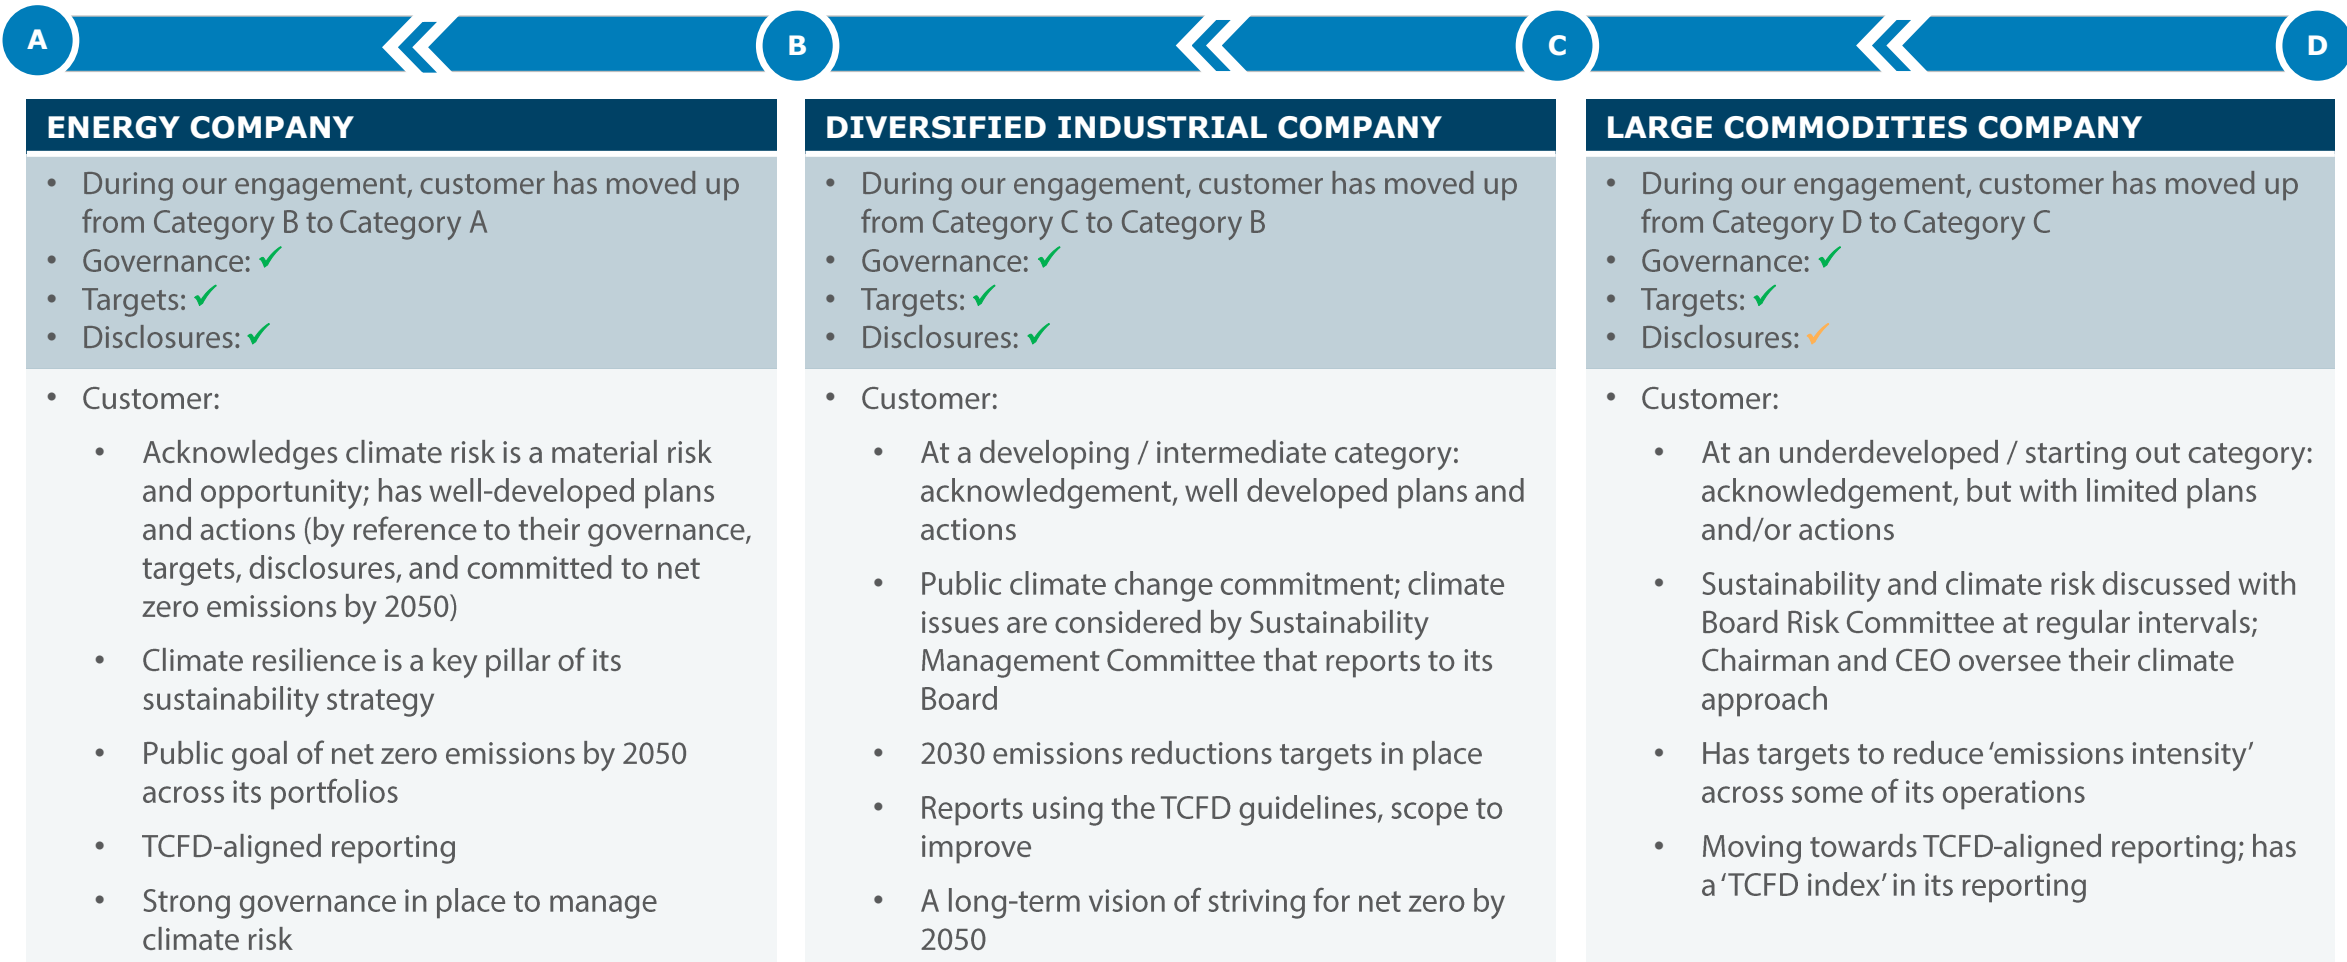 A
B
C
D
ENERGY COMPANY
• During our engagement, customer has moved up
from Category B to Category A
• Governance: ✓
• Targets: ✓
• Disclosures: ✓
• Customer:
• Acknowledges climate risk is a material risk
and opportunity; has well-developed plans
and actions (by reference to their governance,
targets, disclosures, and committed to net
zero emissions by 2050)
• Climate resilience is a key pillar of its
sustainability strategy
• Public goal of net zero emissions by 2050
across its portfolios
• TCFD-aligned reporting
• Strong governance in place to manage
climate risk
DIVERSIFIED INDUSTRIAL COMPANY
• During our engagement, customer has moved up
from Category C to Category B
• Governance: ✓
• Targets: ✓
• Disclosures: ✓
• Customer:
• At a developing / intermediate category:
acknowledgement, well developed plans and
actions
• Public climate change commitment; climate
issues are considered by Sustainability
Management Committee that reports to its
Board
• 2030 emissions reductions targets in place
• Reports using the TCFD guidelines, scope to
improve
• A long-term vision of striving for net zero by
2050
LARGE COMMODITIES COMPANY
• During our engagement, customer has moved up
from Category D to Category C
• Governance: ✓
• Targets: ✓
• Disclosures: ✓
• Customer:
• At an underdeveloped / starting out category:
acknowledgement, but with limited plans
and/or actions
• Sustainability and climate risk discussed with
Board Risk Committee at regular intervals;
Chairman and CEO oversee their climate
approach
• Has targets to reduce ‘emissions intensity’
across some of its operations
• Moving towards TCFD-aligned reporting; has
a ‘TCFD index’ in its reporting